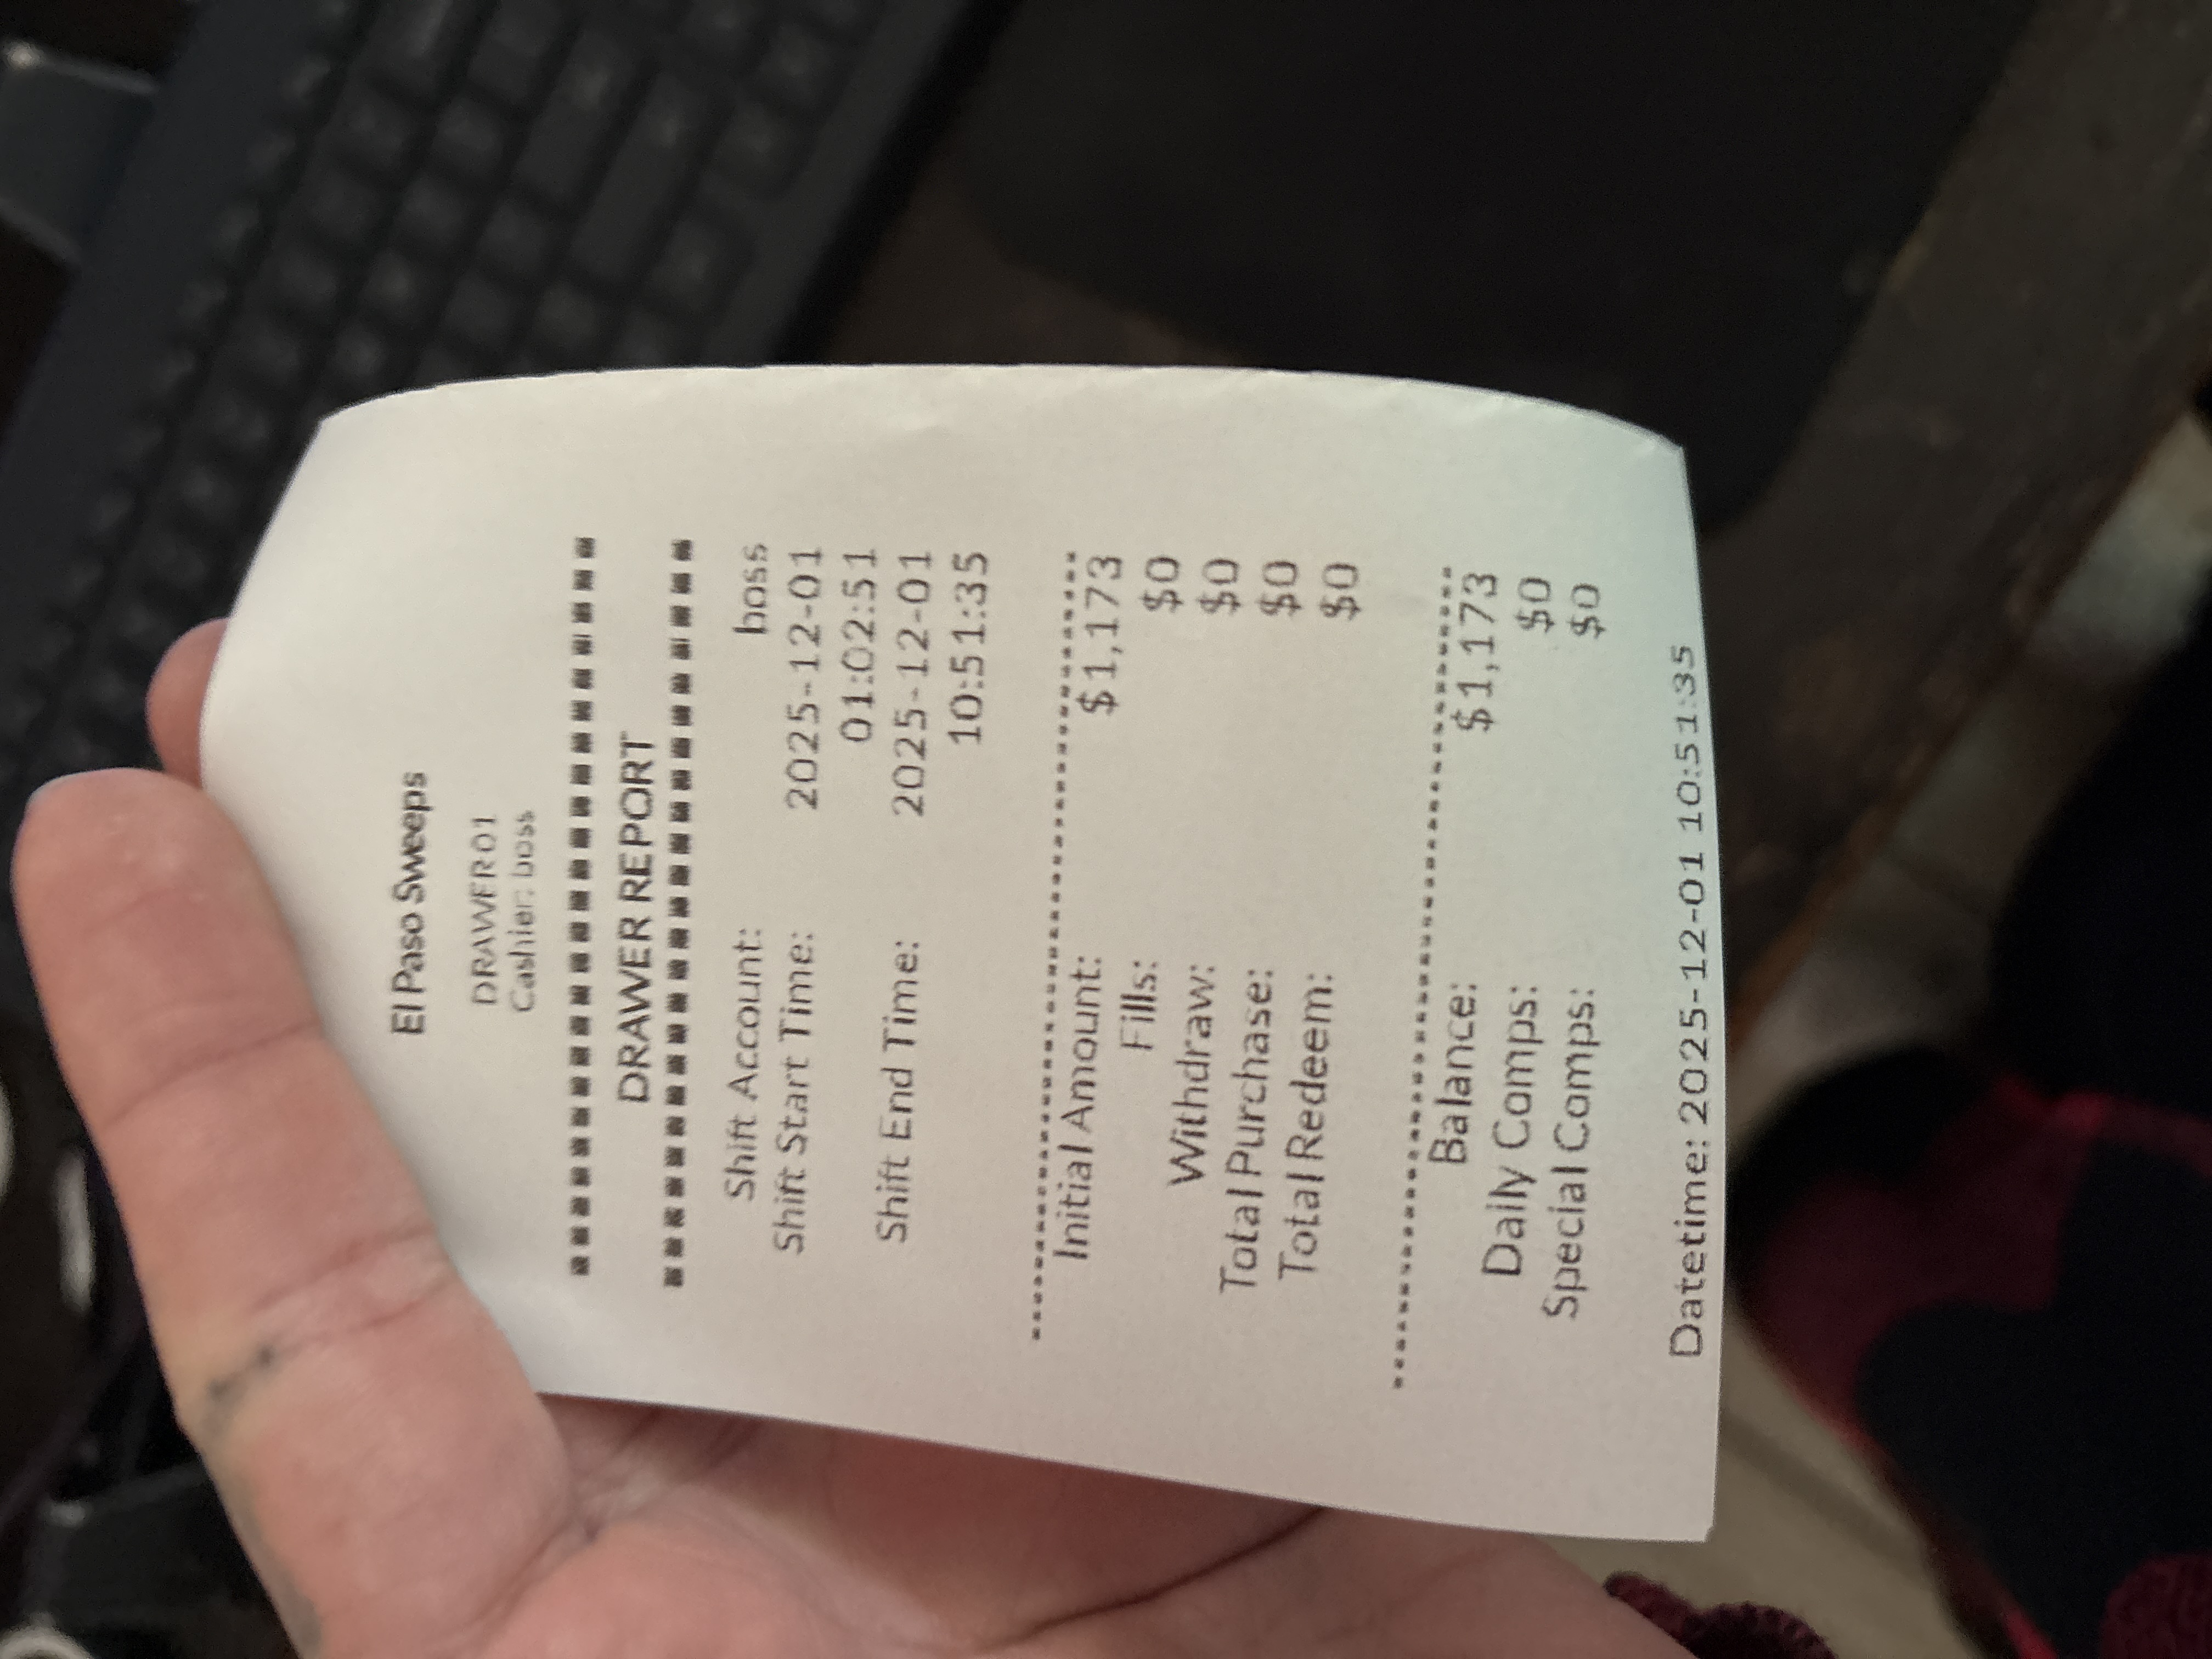 El Paso Sweeps
DRAWER01
Cashier: boss
DRAWER REPORT
Shift Account: boss
Shift Start Time: 2025-12-01
01:02:51
Shift End Time: 2025-12-01
10:51:35
Initial Amount: $1,173
Fills: $0
Withdraw: $0
Total Purchase: $0
Total Redeem: $0
Balance: $1,173
Daily Comps: $0
Special Comps: $0
Datetime: 2025-12-01 10:51:35